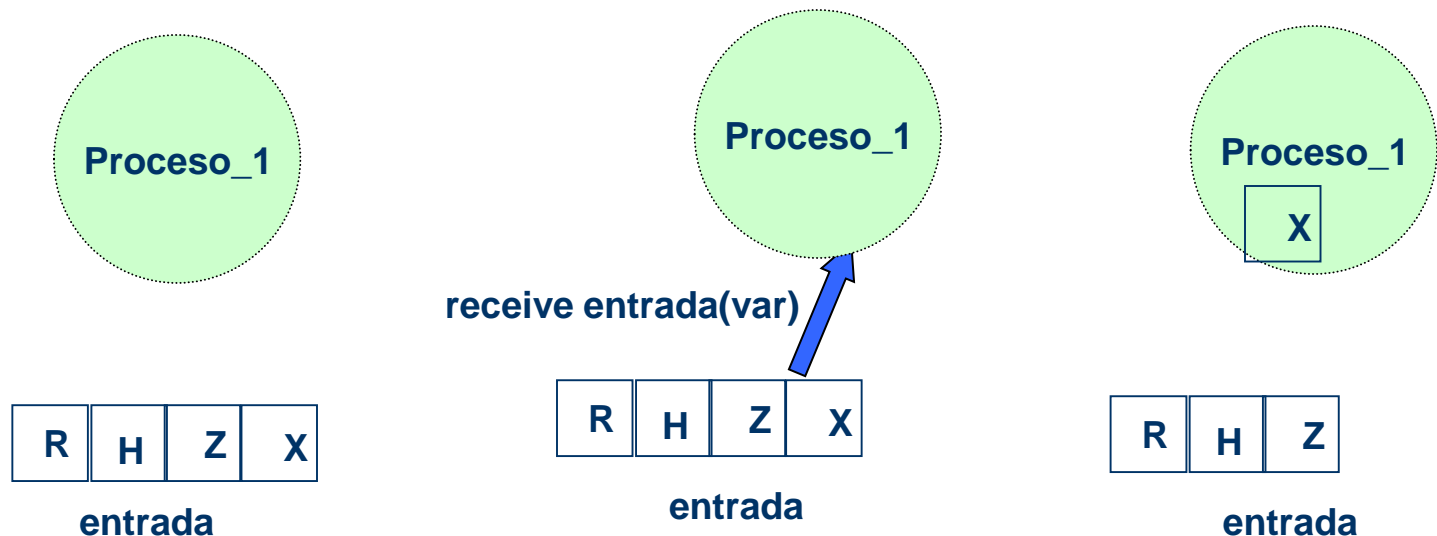 Proceso_1
R H Z X
entrada
Proceso_1
receive entrada(var)
R H Z X
entrada
Proceso_1
X
R H Z
entrada